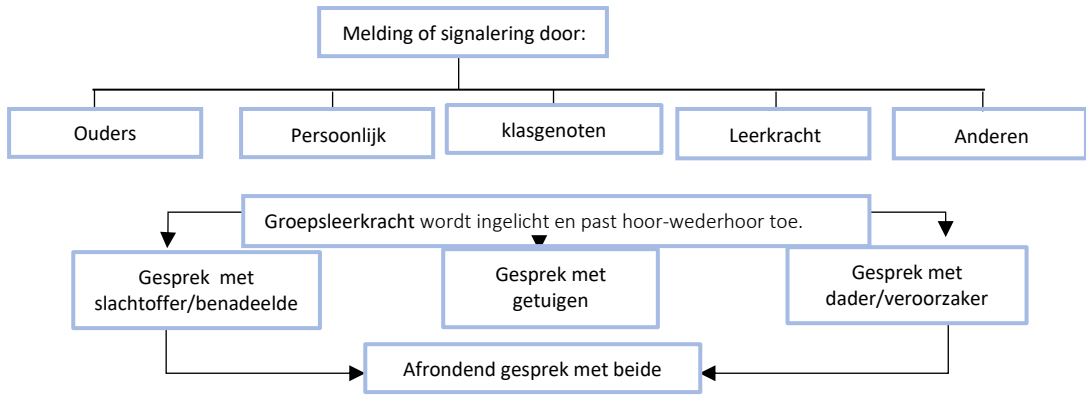 Melding of signalering door:
Ouders
Persoonlijk
klasgenoten
Leerkracht
Anderen
Groepsleerkracht wordt ingelicht en past hoor-wederhoor toe.
Gesprek met
slachtoffer/benadeelde
Gesprek met
getuigen
Gesprek met
dader/veroorzaker
Afrondend gesprek met beide